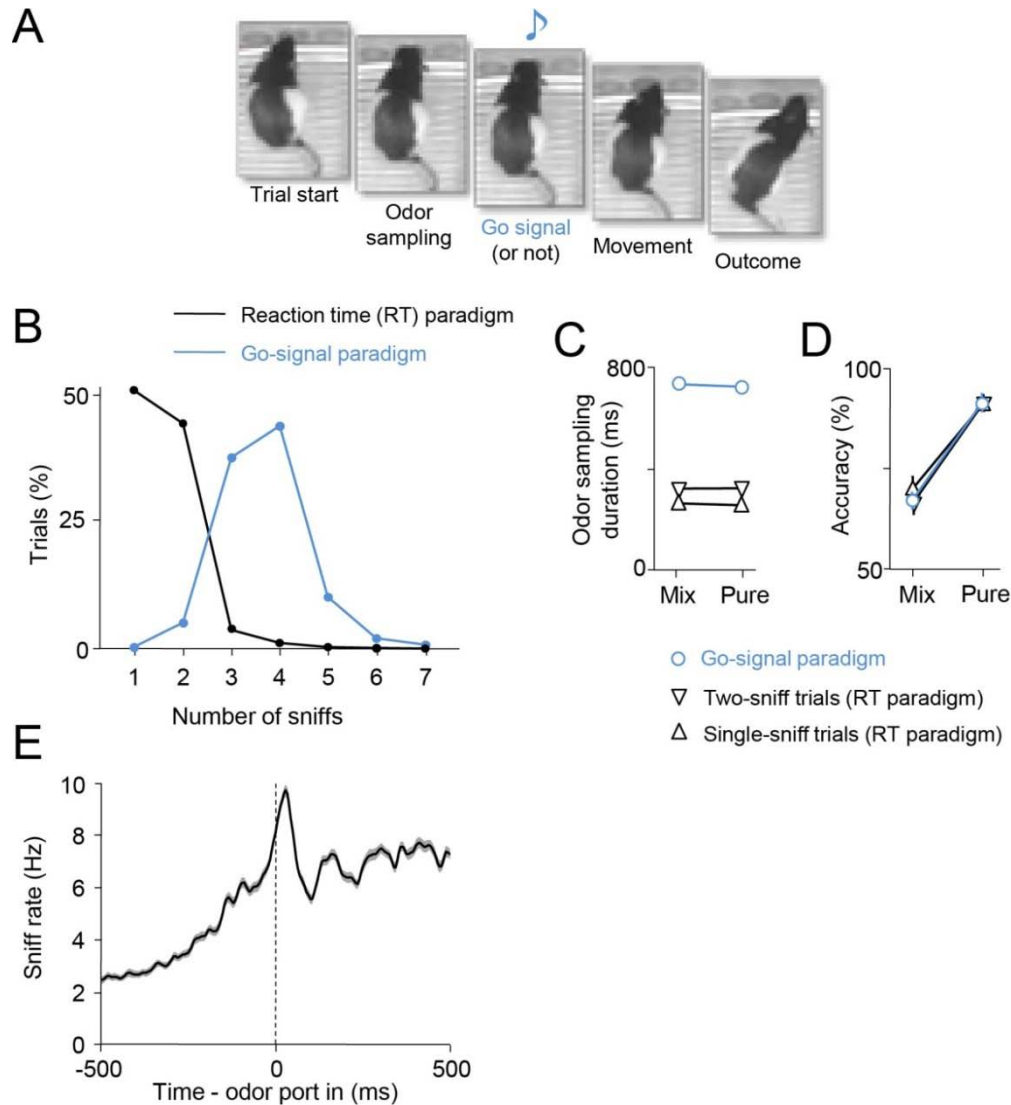 A
Trial start
Odor
sampling
Go signal
(or not)
Movement
Outcome
B
Reaction time (RT) paradigm
Go-signal paradigm
Trials (%)
50
25
0
1 2 3 4 5 6 7
Number of sniffs
C
Odor sampling
duration (ms)
800
0
Mix Pure
D
Accuracy (%)
100
50
Mix Pure
Go-signal paradigm
Two-sniff trials (RT paradigm)
Single-sniff trials (RT paradigm)
E
Sniff rate (Hz)
10
8
6
4
2
0
-500 0 500
Time - odor port in (ms)